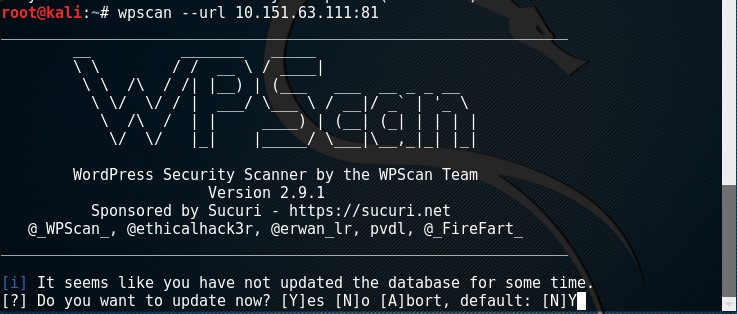 root@kali:~# wpscan --url 10.151.63.111:81
WPScan
WordPress Security Scanner by the WPScan Team
Version 2.9.1
Sponsored by Sucuri - https://sucuri.net
@_WPScan_, @ethicalhack3r, @erwan_lr, pvdl, @_FireFart_
[i] It seems like you have not updated the database for some time.
[?] Do you want to update now? [Y]es [N]o [A]bort, default: [N]Y